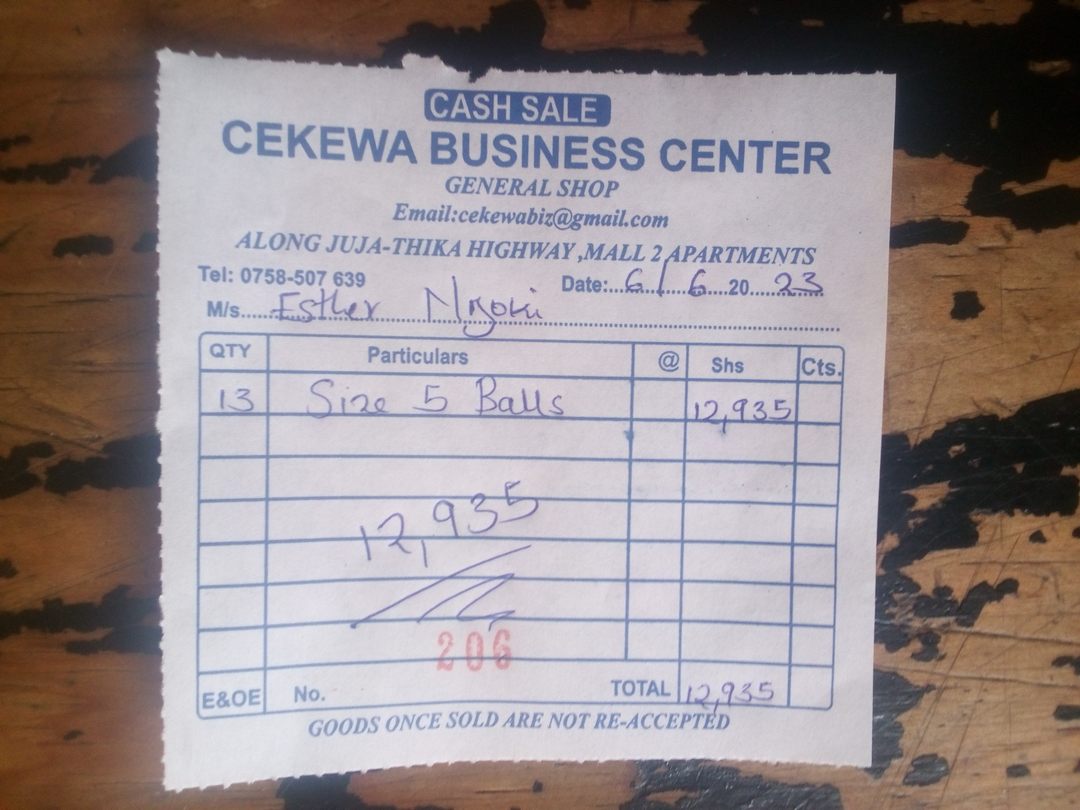 CASH SALE
CEKEWA BUSINESS CENTER
GENERAL SHOP
Email:cekewabiz@gmail.com
ALONG JUJA-THIKA HIGHWAY,MALL 2 APARTMENTS
Tel: 0758-507 639 Date:...6/...6...20...23
M/s.....Esther Njoki
QTY Particulars @ Shs Cts.
13 Size 5 Balls 12,935
12,935
206
E&OE No. TOTAL 12,935
GOODS ONCE SOLD ARE NOT RE-ACCEPTED